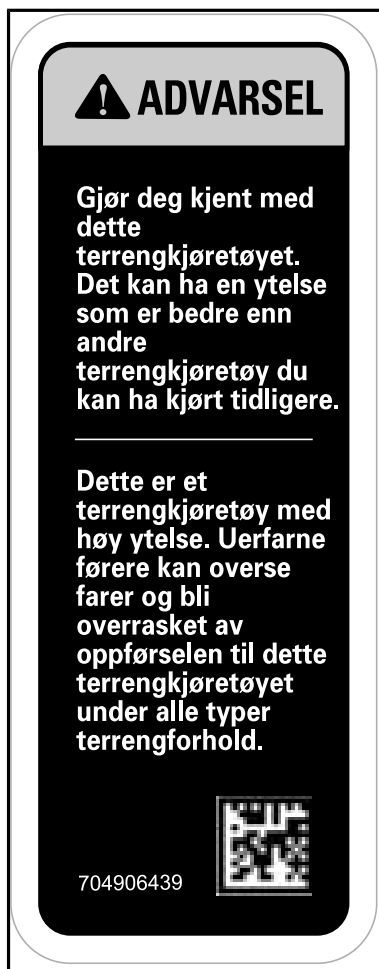 ADVARSEL
Gjør deg kjent med
dette
terrengkjøretøyet.
Det kan ha en ytelse
som er bedre enn
andre
terrengkjøretøy du
kan ha kjørt tidligere.
Dette er et
terrengkjøretøy med
høy ytelse. Uerfarne
førere kan overse
farer og bli
overrasket av
oppførselen til dette
terrengkjøretøyet
under alle typer
terrengforhold.
704906439